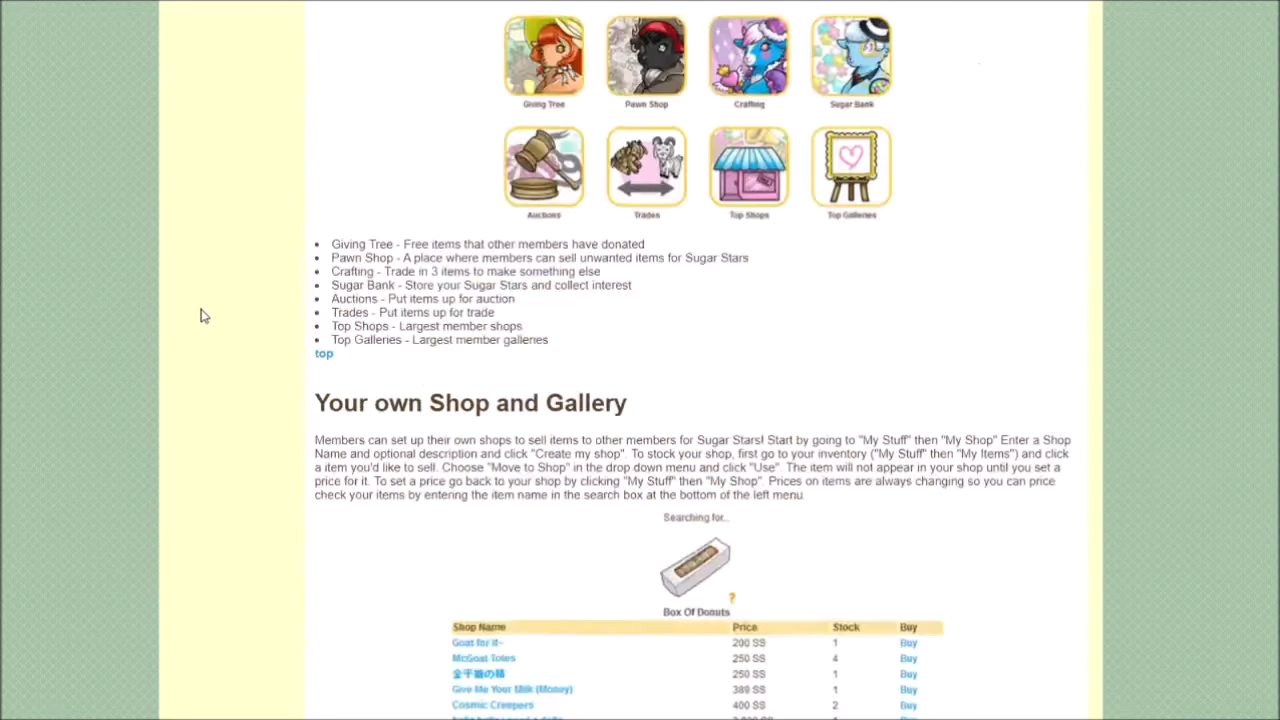 Giving Tree Pawn Shop Crafting Sugar Bank
Auctions Trades Top Shops Top Galleries
• Giving Tree - Free items that other members have donated
• Pawn Shop - A place where members can sell unwanted items for Sugar Stars
• Crafting - Trade in 3 items to make something else
• Sugar Bank - Store your Sugar Stars and collect interest
• Auctions - Put items up for auction
• Trades - Put items up for trade
• Top Shops - Largest member shops
• Top Galleries - Largest member galleries
top
Your own Shop and Gallery
Members can set up their own shops to sell items to other members for Sugar Stars! Start by going to "My Stuff" then "My Shop" Enter a Shop
Name and optional description and click "Create my shop". To stock your shop, first go to your inventory ("My Stuff" then "My Items") and click
a item you'd like to sell. Choose "Move to Shop" in the drop down menu and click "Use". The item will not appear in your shop until you set a
price for it. To set a price go back to your shop by clicking "My Stuff" then "My Shop". Prices on items are always changing so you can price
check your items by entering the item name in the search box at the bottom of the left menu.
Searching for...
?
Box Of Donuts
Shop Name Price Stock Buy
Goat for it~ 200 SS 1 Buy
McGoat Totes 250 SS 4 Buy
250 SS 1 Buy
Give Me Your Milk (Money) 389 SS 1 Buy
Cosmic Creepers 400 SS 2 Buy